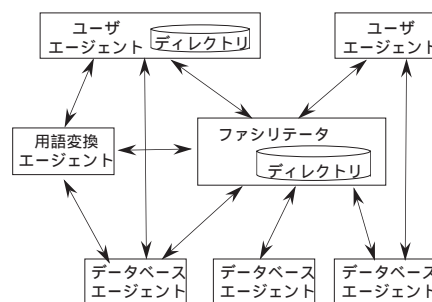 ユーザ
エージェント
ディレクトリ
ユーザ
エージェント
用語変換
エージェント
ファシリテータ
ディレクトリ
データベース
エージェント
データベース
エージェント
データベース
エージェント